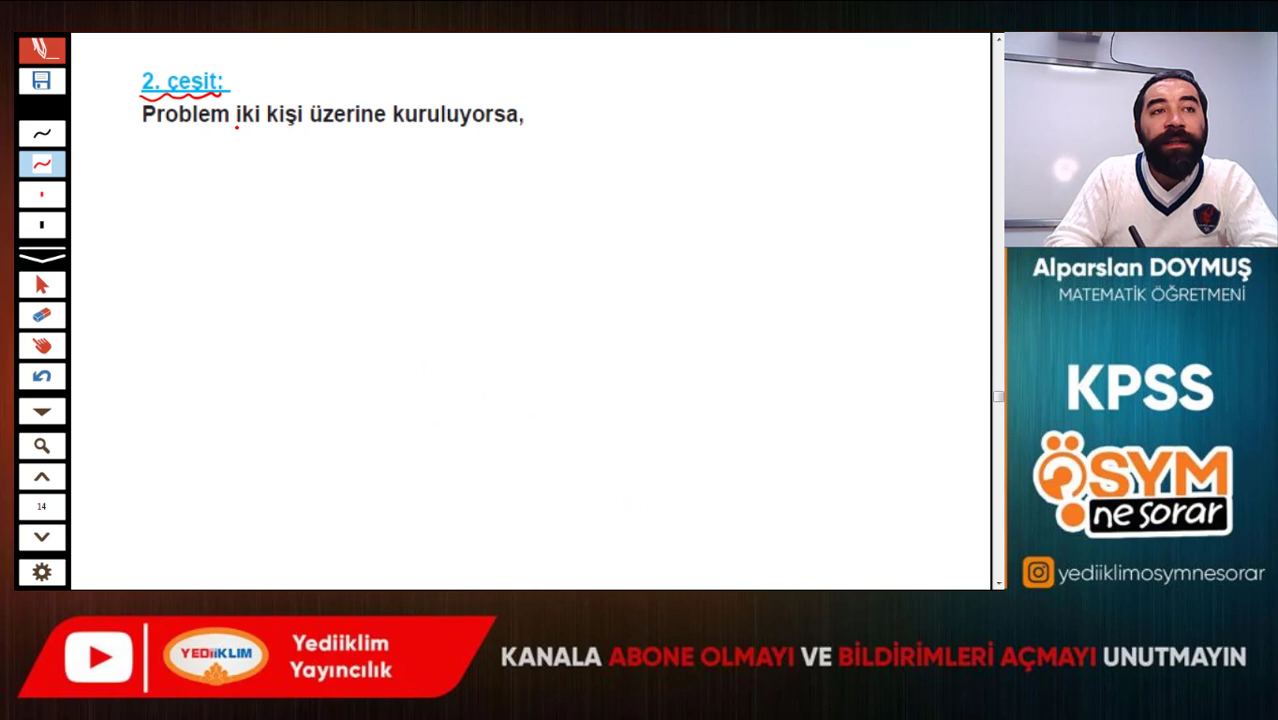 2. çeşit;
Problem iki kişi üzerine kuruluyorsa,
14
Alparslan DOYMUŞ
MATEMATİK ÖĞRETMENİ
KPSS
ÖSYM
ne sorar
yediiklimosymnesorar
YEDiiKLIM
Yediiklim
Yayıncılık
KANALA ABONE OLMAYI VE BİLDİRİMLERİ AÇMAYI UNUTMAYIN